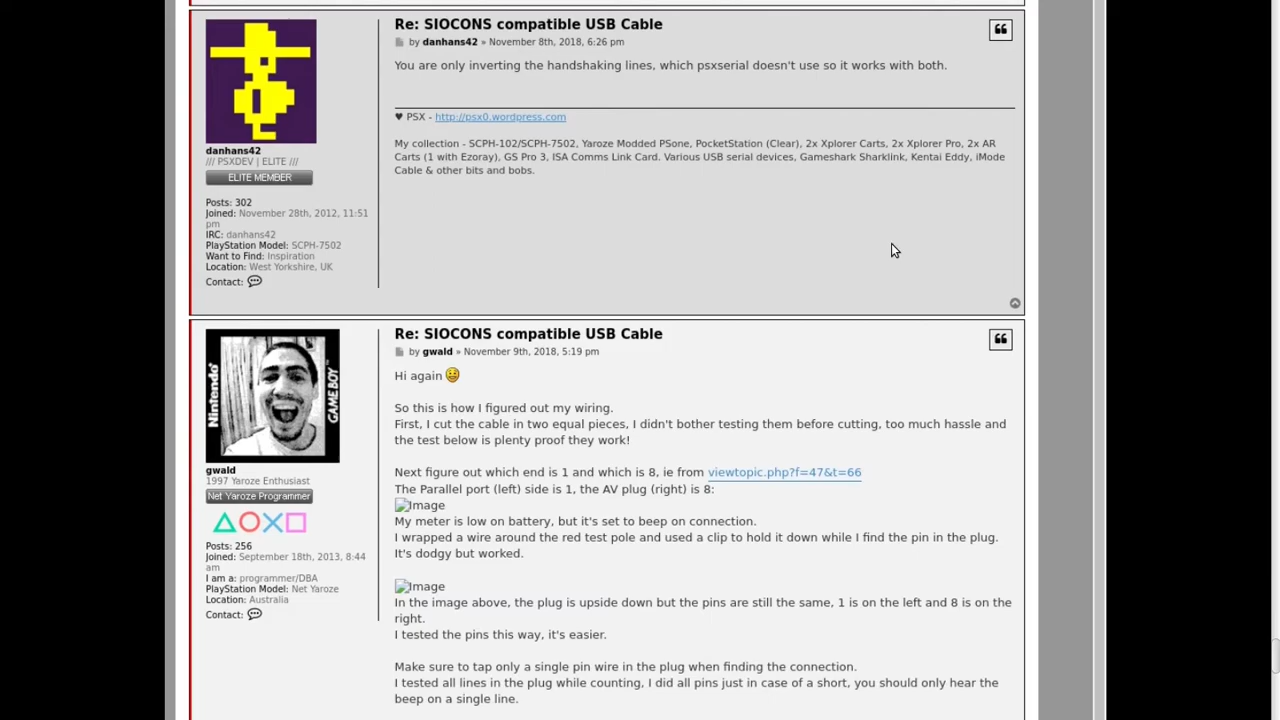 Re: SIOCONS compatible USB Cable
by danhans42 » November 8th, 2018, 6:26 pm
You are only inverting the handshaking lines, which psxserial doesn't use so it works with both.
♥ PSX - http://psx0.wordpress.com
My collection - SCPH-102/SCPH-7502, Yaroze Modded PSone, PocketStation (Clear), 2x Xplorer Carts, 2x Xplorer Pro, 2x AR
Carts (1 with Ezoray), GS Pro 3, ISA Comms Link Card. Various USB serial devices, Gameshark Sharklink, Kentai Eddy, iMode
Cable & other bits and bobs.
danhans42
/// PSXDEV | ELITE ///
ELITE MEMBER
Posts: 302
Joined: November 28th, 2012, 11:51
pm
IRC: danhans42
PlayStation Model: SCPH-7502
Want to Find: Inspiration
Location: West Yorkshire, UK
Contact:
Re: SIOCONS compatible USB Cable
by gwald » November 9th, 2018, 5:19 pm
Hi again
So this is how I figured out my wiring.
First, I cut the cable in two equal pieces, I didn't bother testing them before cutting, too much hassle and
the test below is plenty proof they work!
Next figure out which end is 1 and which is 8, ie from viewtopic.php?f=47&t=66
The Parallel port (left) side is 1, the AV plug (right) is 8:
Image
My meter is low on battery, but it's set to beep on connection.
I wrapped a wire around the red test pole and used a clip to hold it down while I find the pin in the plug.
It's dodgy but worked.
Image
In the image above, the plug is upside down but the pins are still the same, 1 is on the left and 8 is on the
right.
I tested the pins this way, it's easier.
Make sure to tap only a single pin wire in the plug when finding the connection.
I tested all lines in the plug while counting, I did all pins just in case of a short, you should only hear the
beep on a single line.
Nintendo
GAME BOY
gwald
1997 Yaroze Enthusiast
Net Yaroze Programmer
Posts: 256
Joined: September 18th, 2013, 8:44
am
I am a: programmer/DBA
PlayStation Model: Net Yaroze
Location: Australia
Contact: